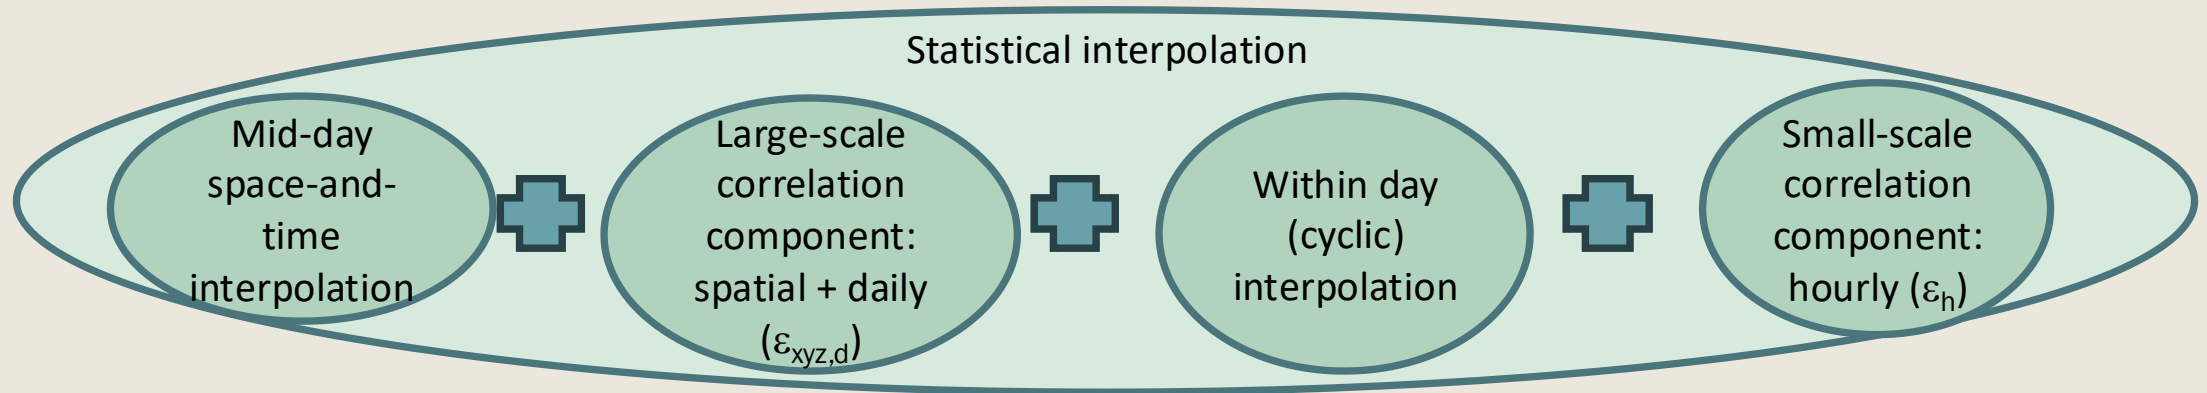 Statistical interpolation
Mid-day
space-and-
time
interpolation
Large-scale
correlation
component:
spatial + daily
(εxyz,d)
Within day
(cyclic)
interpolation
Small-scale
correlation
component:
hourly (εh)